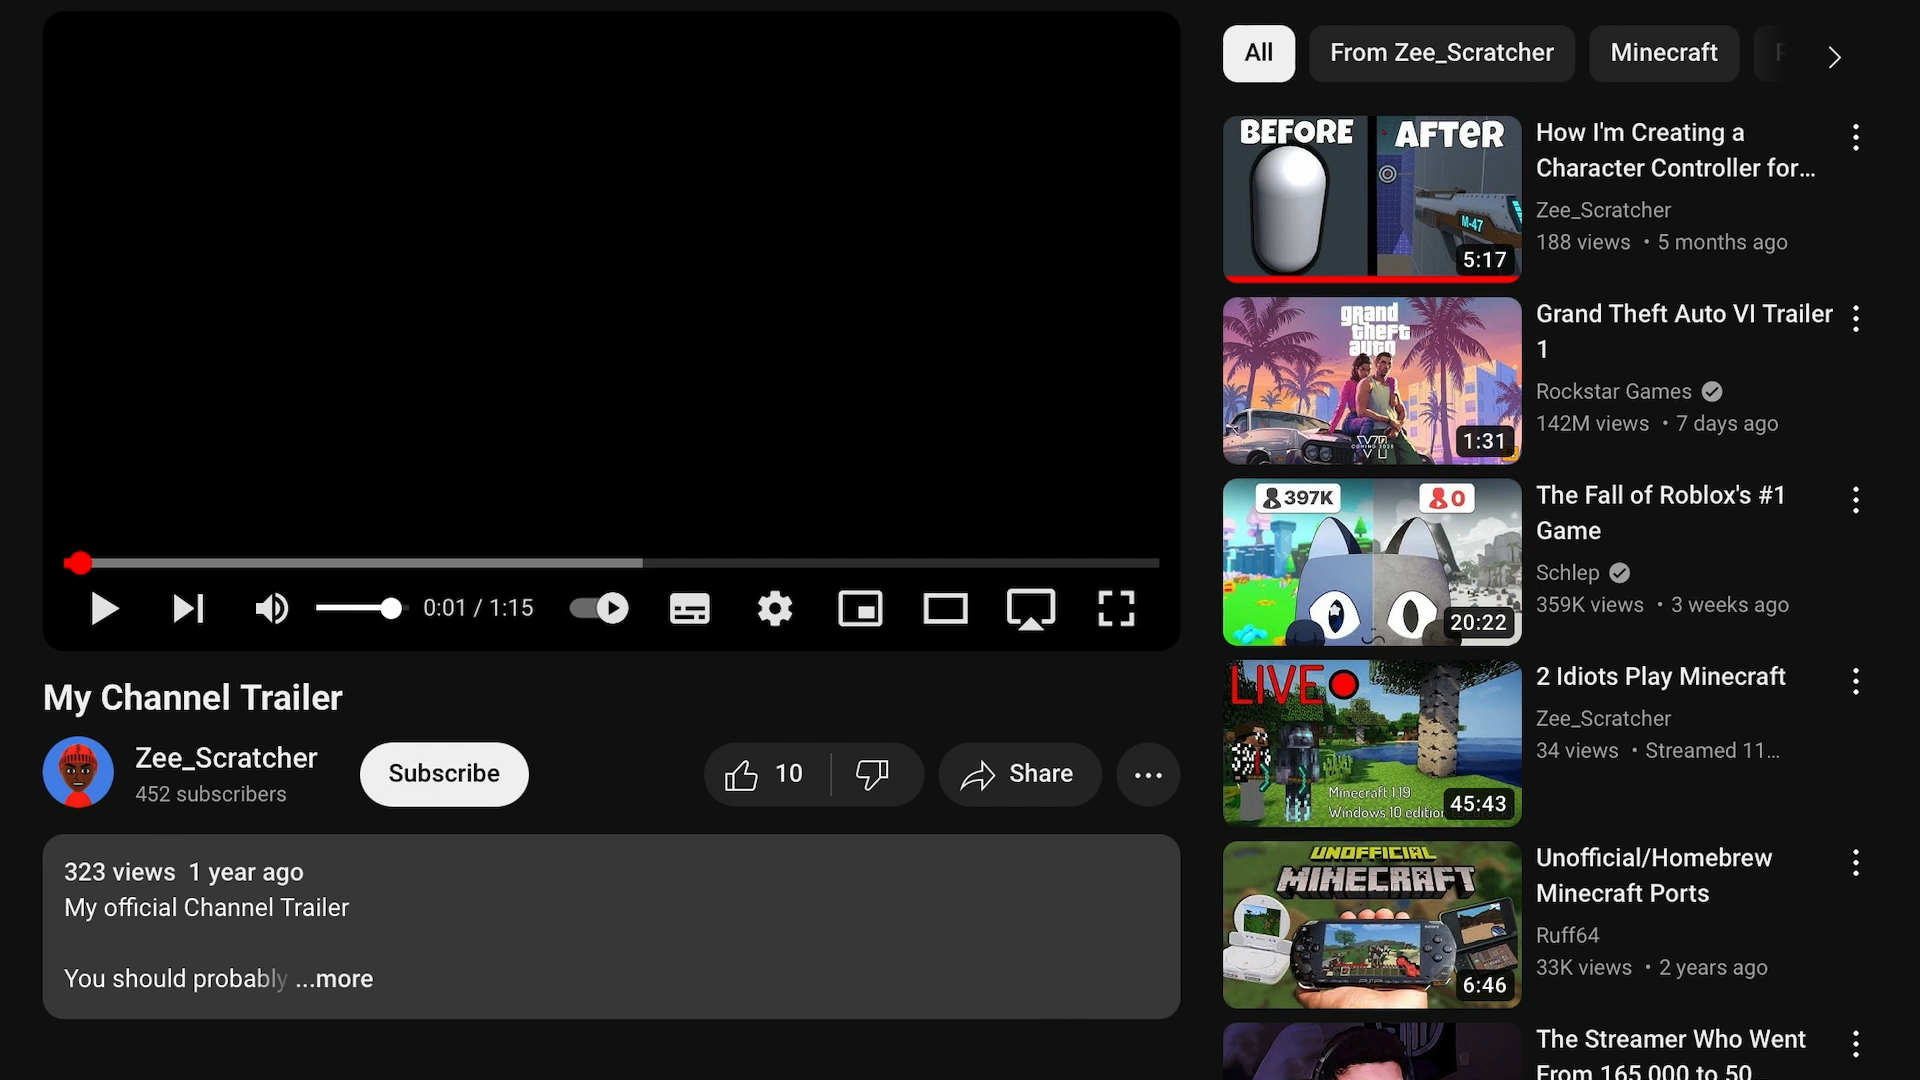 All
From Zee_Scratcher
Minecraft
BEFORE
AFTER
M-47
5:17
How I'm Creating a
Character Controller for...
Zee_Scratcher
188 views • 5 months ago
grand
theft
auto
VI
COMING 2025
1:31
Grand Theft Auto VI Trailer
1
Rockstar Games
142M views • 7 days ago
397K
0
20:22
The Fall of Roblox's #1
Game
Schlep
359K views • 3 weeks ago
LIVE
Minecraft 1.19
Windows 10 edition
45:43
2 Idiots Play Minecraft
Zee_Scratcher
34 views • Streamed 11...
UNOFFICIAL
MINECRAFT
SONY
PSP
6:46
Unofficial/Homebrew
Minecraft Ports
Ruff64
33K views • 2 years ago
The Streamer Who Went
From 165,000 to 50
0:01 / 1:15
My Channel Trailer
Zee_Scratcher
452 subscribers
Subscribe
10
Share
323 views 1 year ago
My official Channel Trailer
You should probably ...more